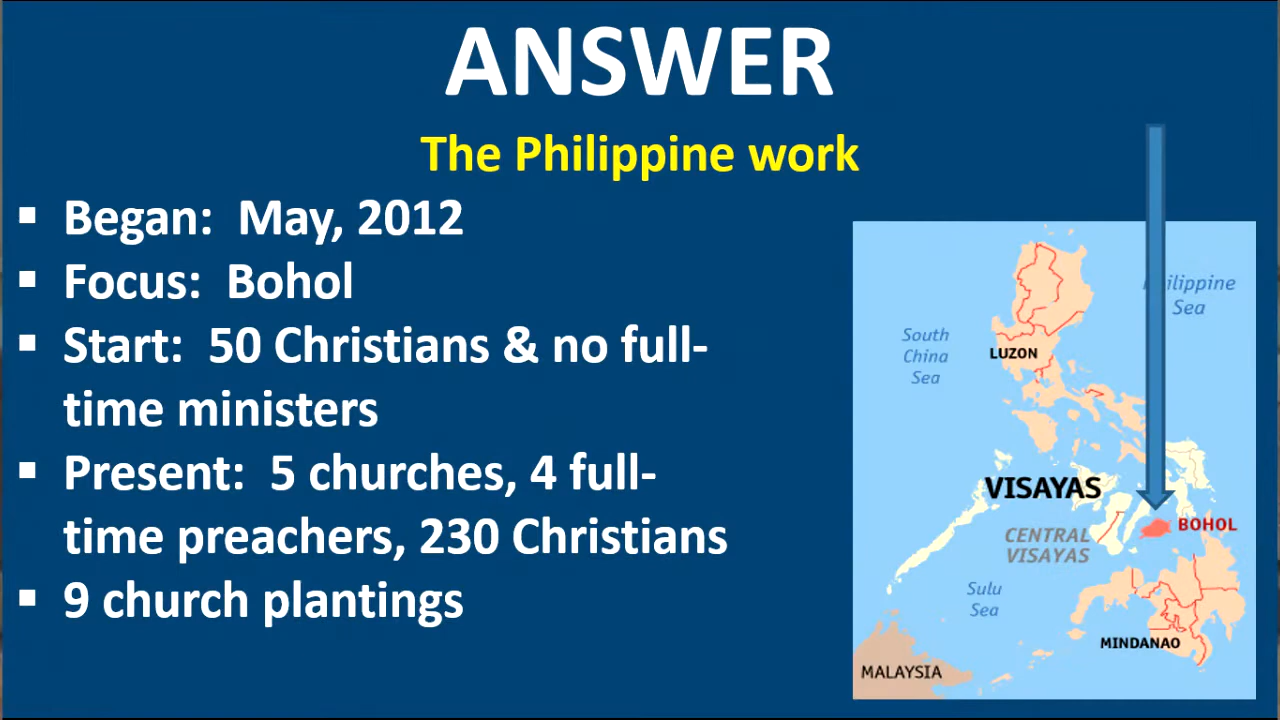 ANSWER
The Philippine work
▪ Began: May, 2012
▪ Focus: Bohol
▪ Start: 50 Christians & no full-
time ministers
▪ Present: 5 churches, 4 full-
time preachers, 230 Christians
▪ 9 church plantings
ilippine
Sea
South
China
Sea
LUZON
VISAYAS
BOHOL
CENTRAL
VISAYAS
Sulu
Sea
MINDANAO
MALAYSIA